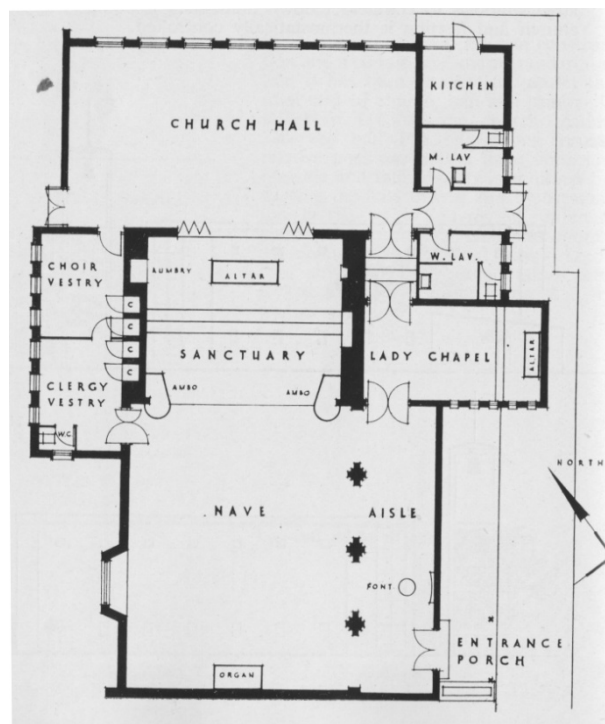 KITCHEN
CHURCH HALL
M. LAV
W. LAV.
CHOIR
VESTRY
AUMBRY
ALTAR
C
C
C
C
SANCTUARY
LADY CHAPEL
ALTAR
CLERGY
VESTRY
AMBO
AMBO
W.C
NORTH
NAVE
AISLE
FONT
ENTRANCE
PORCH
ORGAN